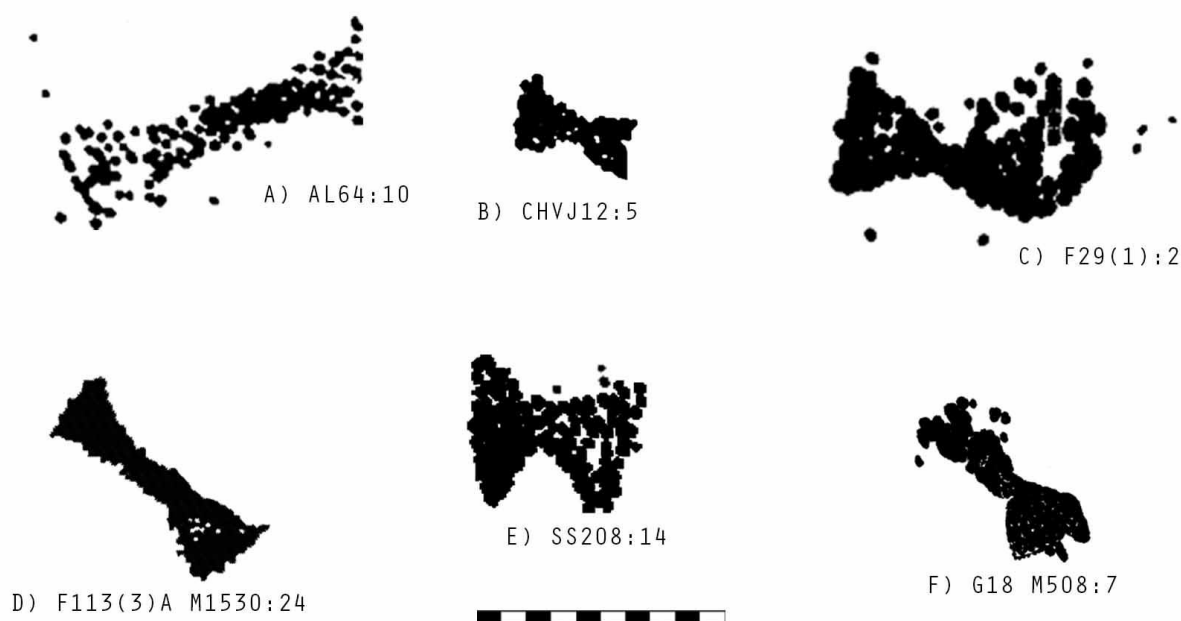 A) AL64:10
B) CHVJ12:5
C) F29(1):2
D) F113(3)A M1530:24
E) SS208:14
F) G18 M508:7